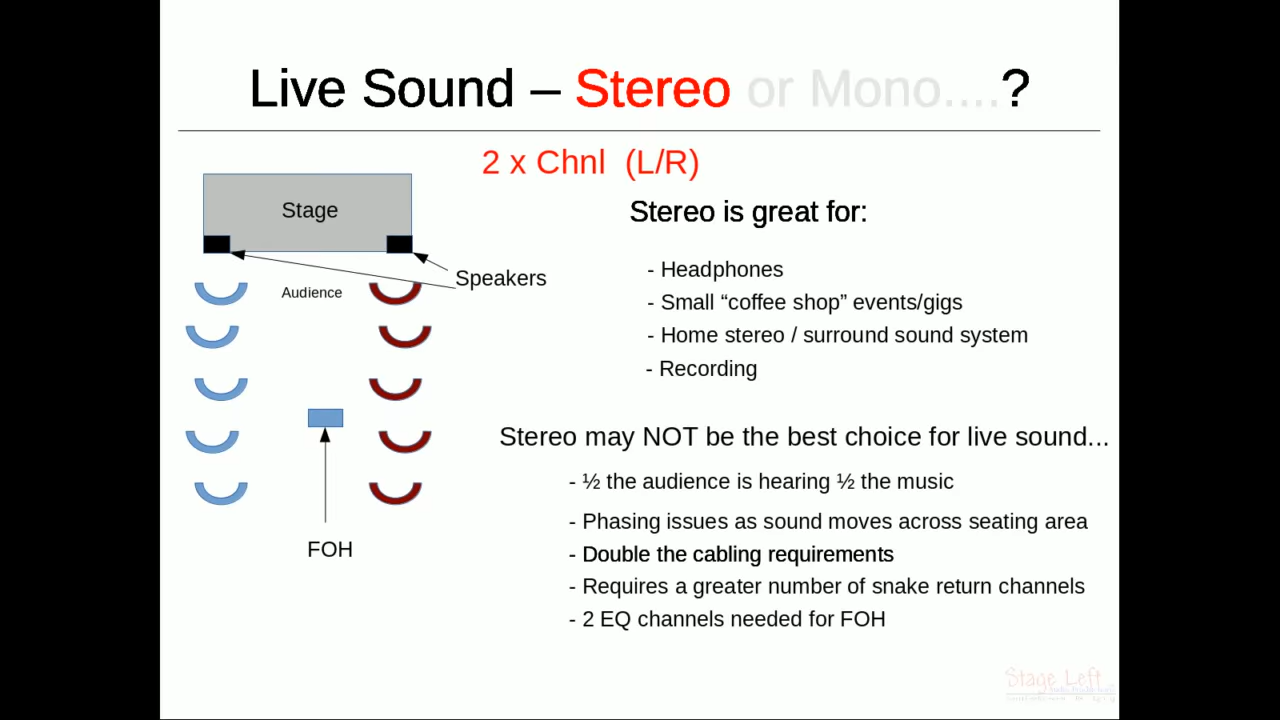 Live Sound – Stereo or Mono....?
2 x Chnl (L/R)
Stage
Speakers
Audience
FOH
Stereo is great for:
- Headphones
- Small “coffee shop” events/gigs
- Home stereo / surround sound system
- Recording
Stereo may NOT be the best choice for live sound...
- ½ the audience is hearing ½ the music
- Phasing issues as sound moves across seating area
- Double the cabling requirements
- Requires a greater number of snake return channels
- 2 EQ channels needed for FOH
Stage Left